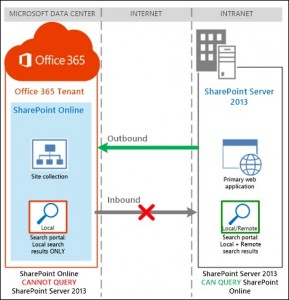 MICROSOFT DATA CENTER
INTERNET
INTRANET
Office 365
Office 365 Tenant
SharePoint Online
SharePoint Server
2013
Outbound
Site collection
Primary web
application
Inbound
Local
Search portal
Local search
results ONLY
Local/Remote
Search portal
Local + Remote
search results
SharePoint Online
CANNOT QUERY
SharePoint Server 2013
SharePoint Server 2013
CAN QUERY SharePoint
Online